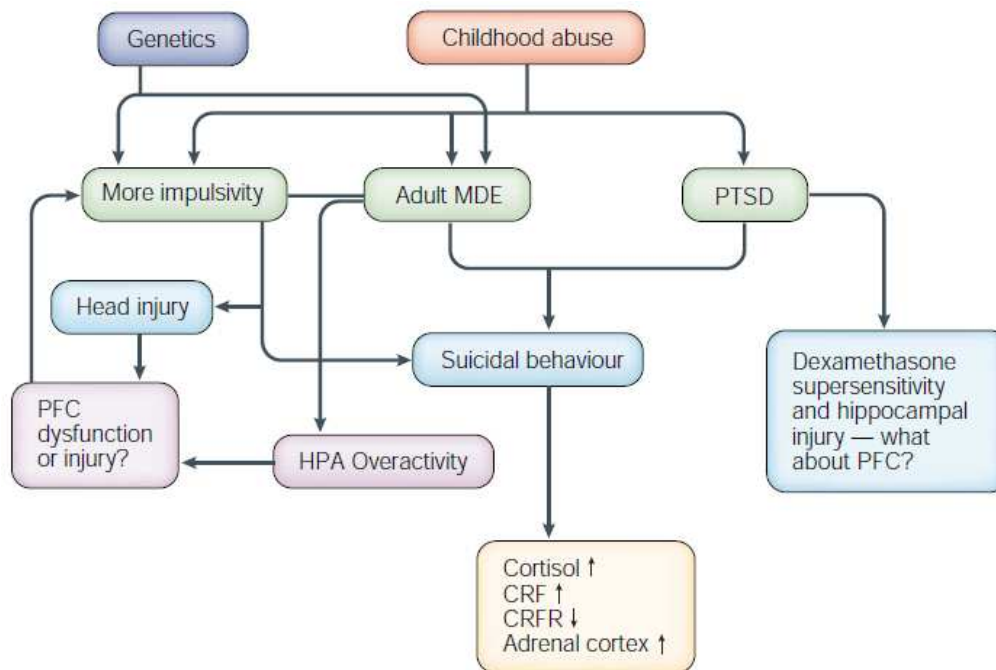 Genetics
Childhood abuse
More impulsivity
Adult MDE
PTSD
Head injury
Suicidal behaviour
Dexamethasone
supersensitivity
and hippocampal
injury — what
about PFC?
PFC
dysfunction
or injury?
HPA Overactivity
Cortisol ↑
CRF ↑
CRFR ↓
Adrenal cortex ↑